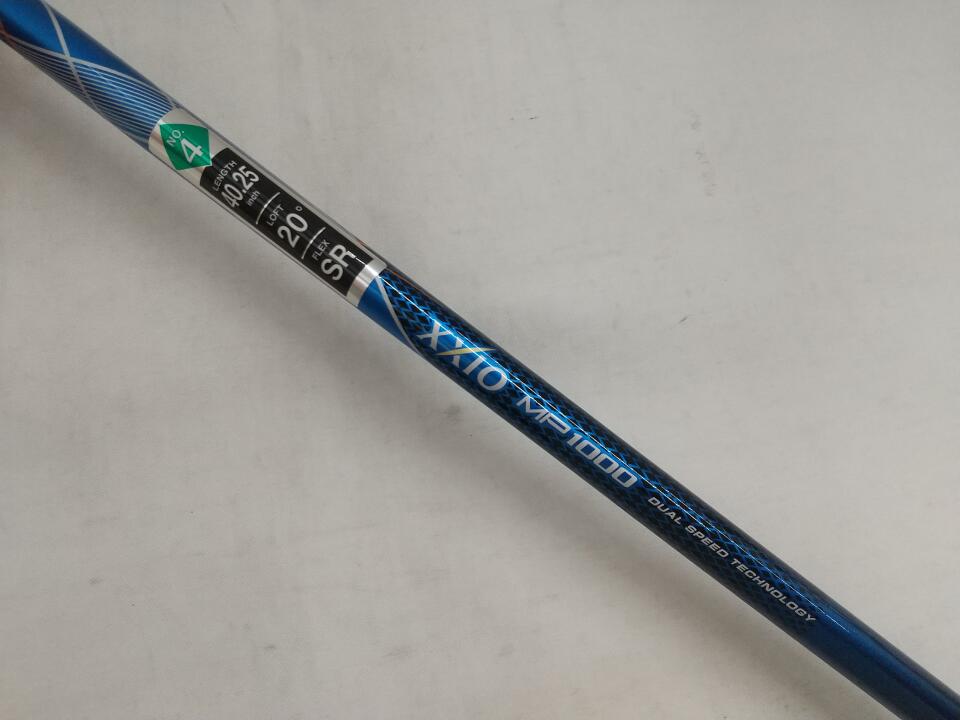 NO.
4
LENGTH
40.25
inch
LOFT
20°
FLEX
SR
XXIO MP1000 DUAL SPEED TECHNOLOGY